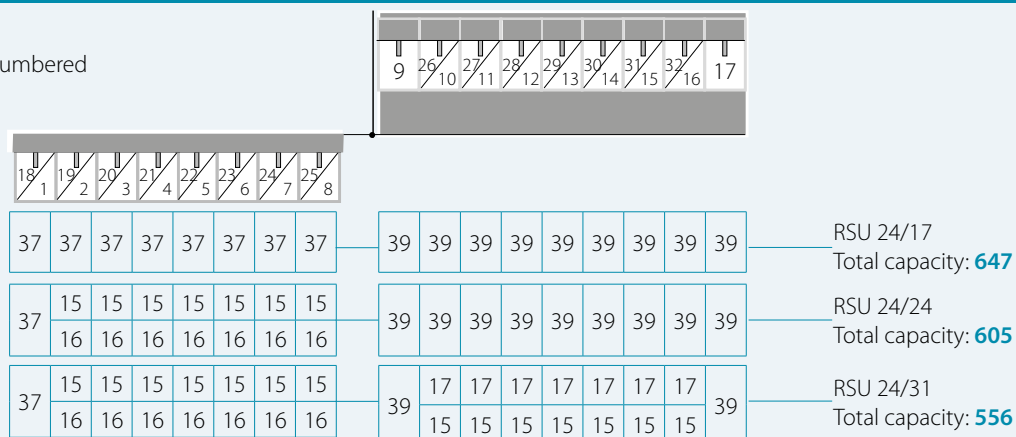 umbered
9 26/10 27/11 28/12 29/13 30/14 31/15 32/16 17
18/1 19/2 20/3 21/4 22/5 23/6 24/7 25/8
37 37 37 37 37 37 37 37 39 39 39 39 39 39 39 39 39 RSU 24/17
Total capacity: 647
37 15 15 15 15 15 15 15 39 39 39 39 39 39 39 39 39 RSU 24/24
16 16 16 16 16 16 16 Total capacity: 605
37 15 15 15 15 15 15 15 39 17 17 17 17 17 17 17 39 RSU 24/31
16 16 16 16 16 16 16 15 15 15 15 15 15 15 Total capacity: 556